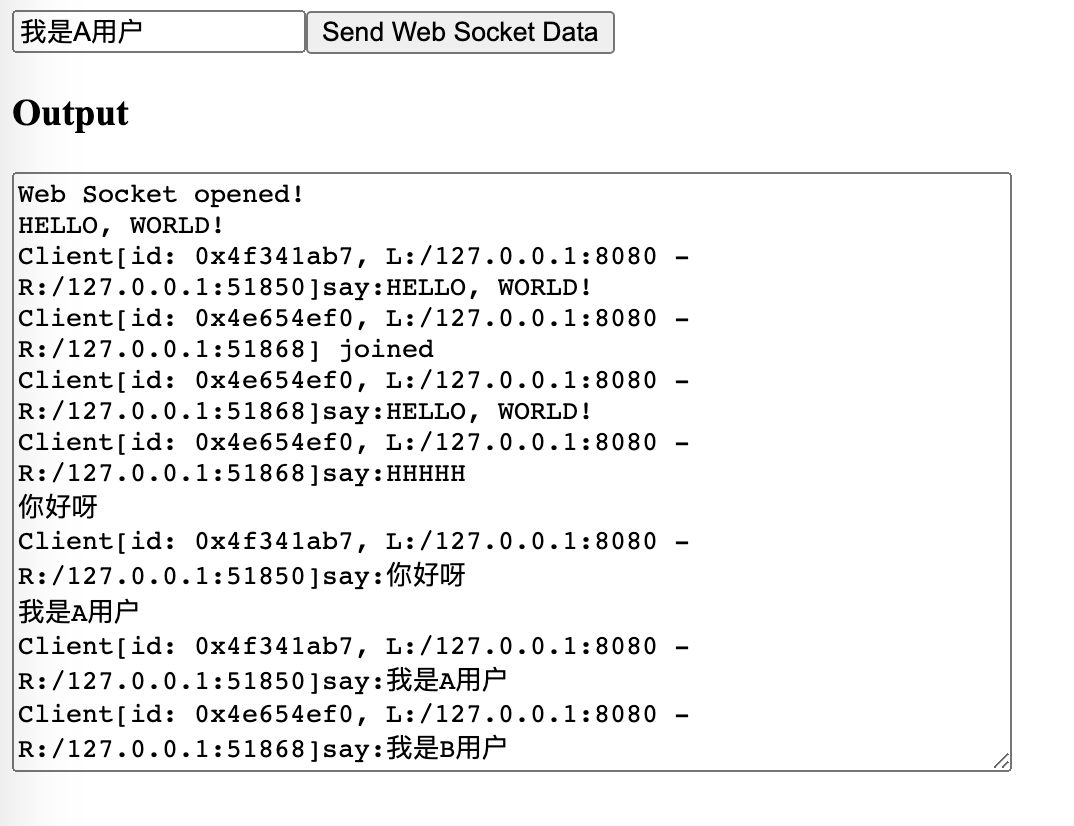 我是A用户
Send Web Socket Data
Output
Web Socket opened!
HELLO, WORLD!
Client[id: 0x4f341ab7, L:/127.0.0.1:8080 -
R:/127.0.0.1:51850]say:HELLO, WORLD!
Client[id: 0x4e654ef0, L:/127.0.0.1:8080 -
R:/127.0.0.1:51868] joined
Client[id: 0x4e654ef0, L:/127.0.0.1:8080 -
R:/127.0.0.1:51868]say:HELLO, WORLD!
Client[id: 0x4e654ef0, L:/127.0.0.1:8080 -
R:/127.0.0.1:51868]say:HHHHH
你好呀
Client[id: 0x4f341ab7, L:/127.0.0.1:8080 -
R:/127.0.0.1:51850]say:你好呀
我是A用户
Client[id: 0x4f341ab7, L:/127.0.0.1:8080 -
R:/127.0.0.1:51850]say:我是A用户
Client[id: 0x4e654ef0, L:/127.0.0.1:8080 -
R:/127.0.0.1:51868]say:我是B用户